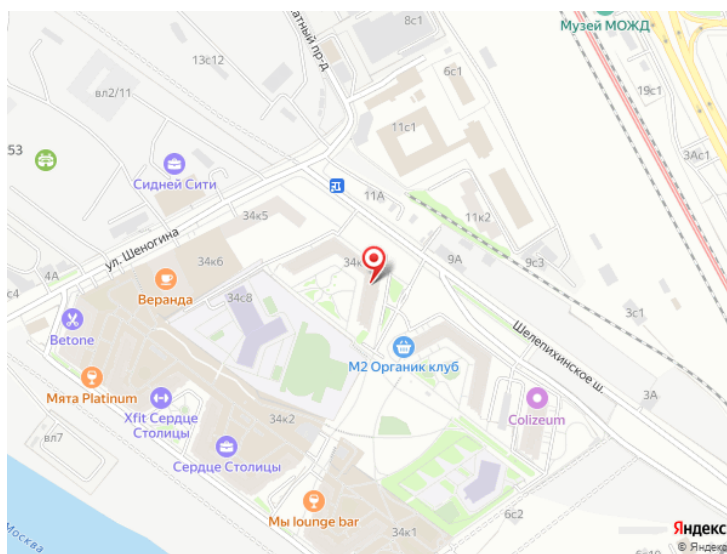 Музей МОЖД
8с1
атный пр-д
13с12
6с1
вл2/11
19с1
11с1
53
3Ас1
Сидней Сити
11А
34к5
11к2
ул. Шеногина
34к6
34к
9А
9с3
4А
с4
34с8
Веранда
3с1
Betone
Шелепихинское ш.
М2 Органик клуб
Мята Platinum
3А
Xfit Сердце
Столицы
34к2
Colizeum
вл7
Сердце Столицы
Мы lounge bar
6с2
34к1
Москва
Яндекс
© Яндекс